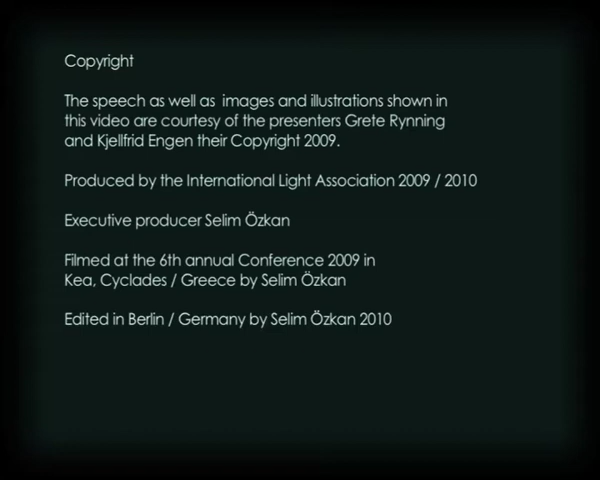 Copyright
The speech as well as images and illustrations shown in
this video are courtesy of the presenters Grete Rynning
and Kjellfrid Engen their Copyright 2009.
Produced by the International Light Association 2009 / 2010
Executive producer Selim Özkan
Filmed at the 6th annual Conference 2009 in
Kea, Cyclades / Greece by Selim Özkan
Edited in Berlin / Germany by Selim Özkan 2010